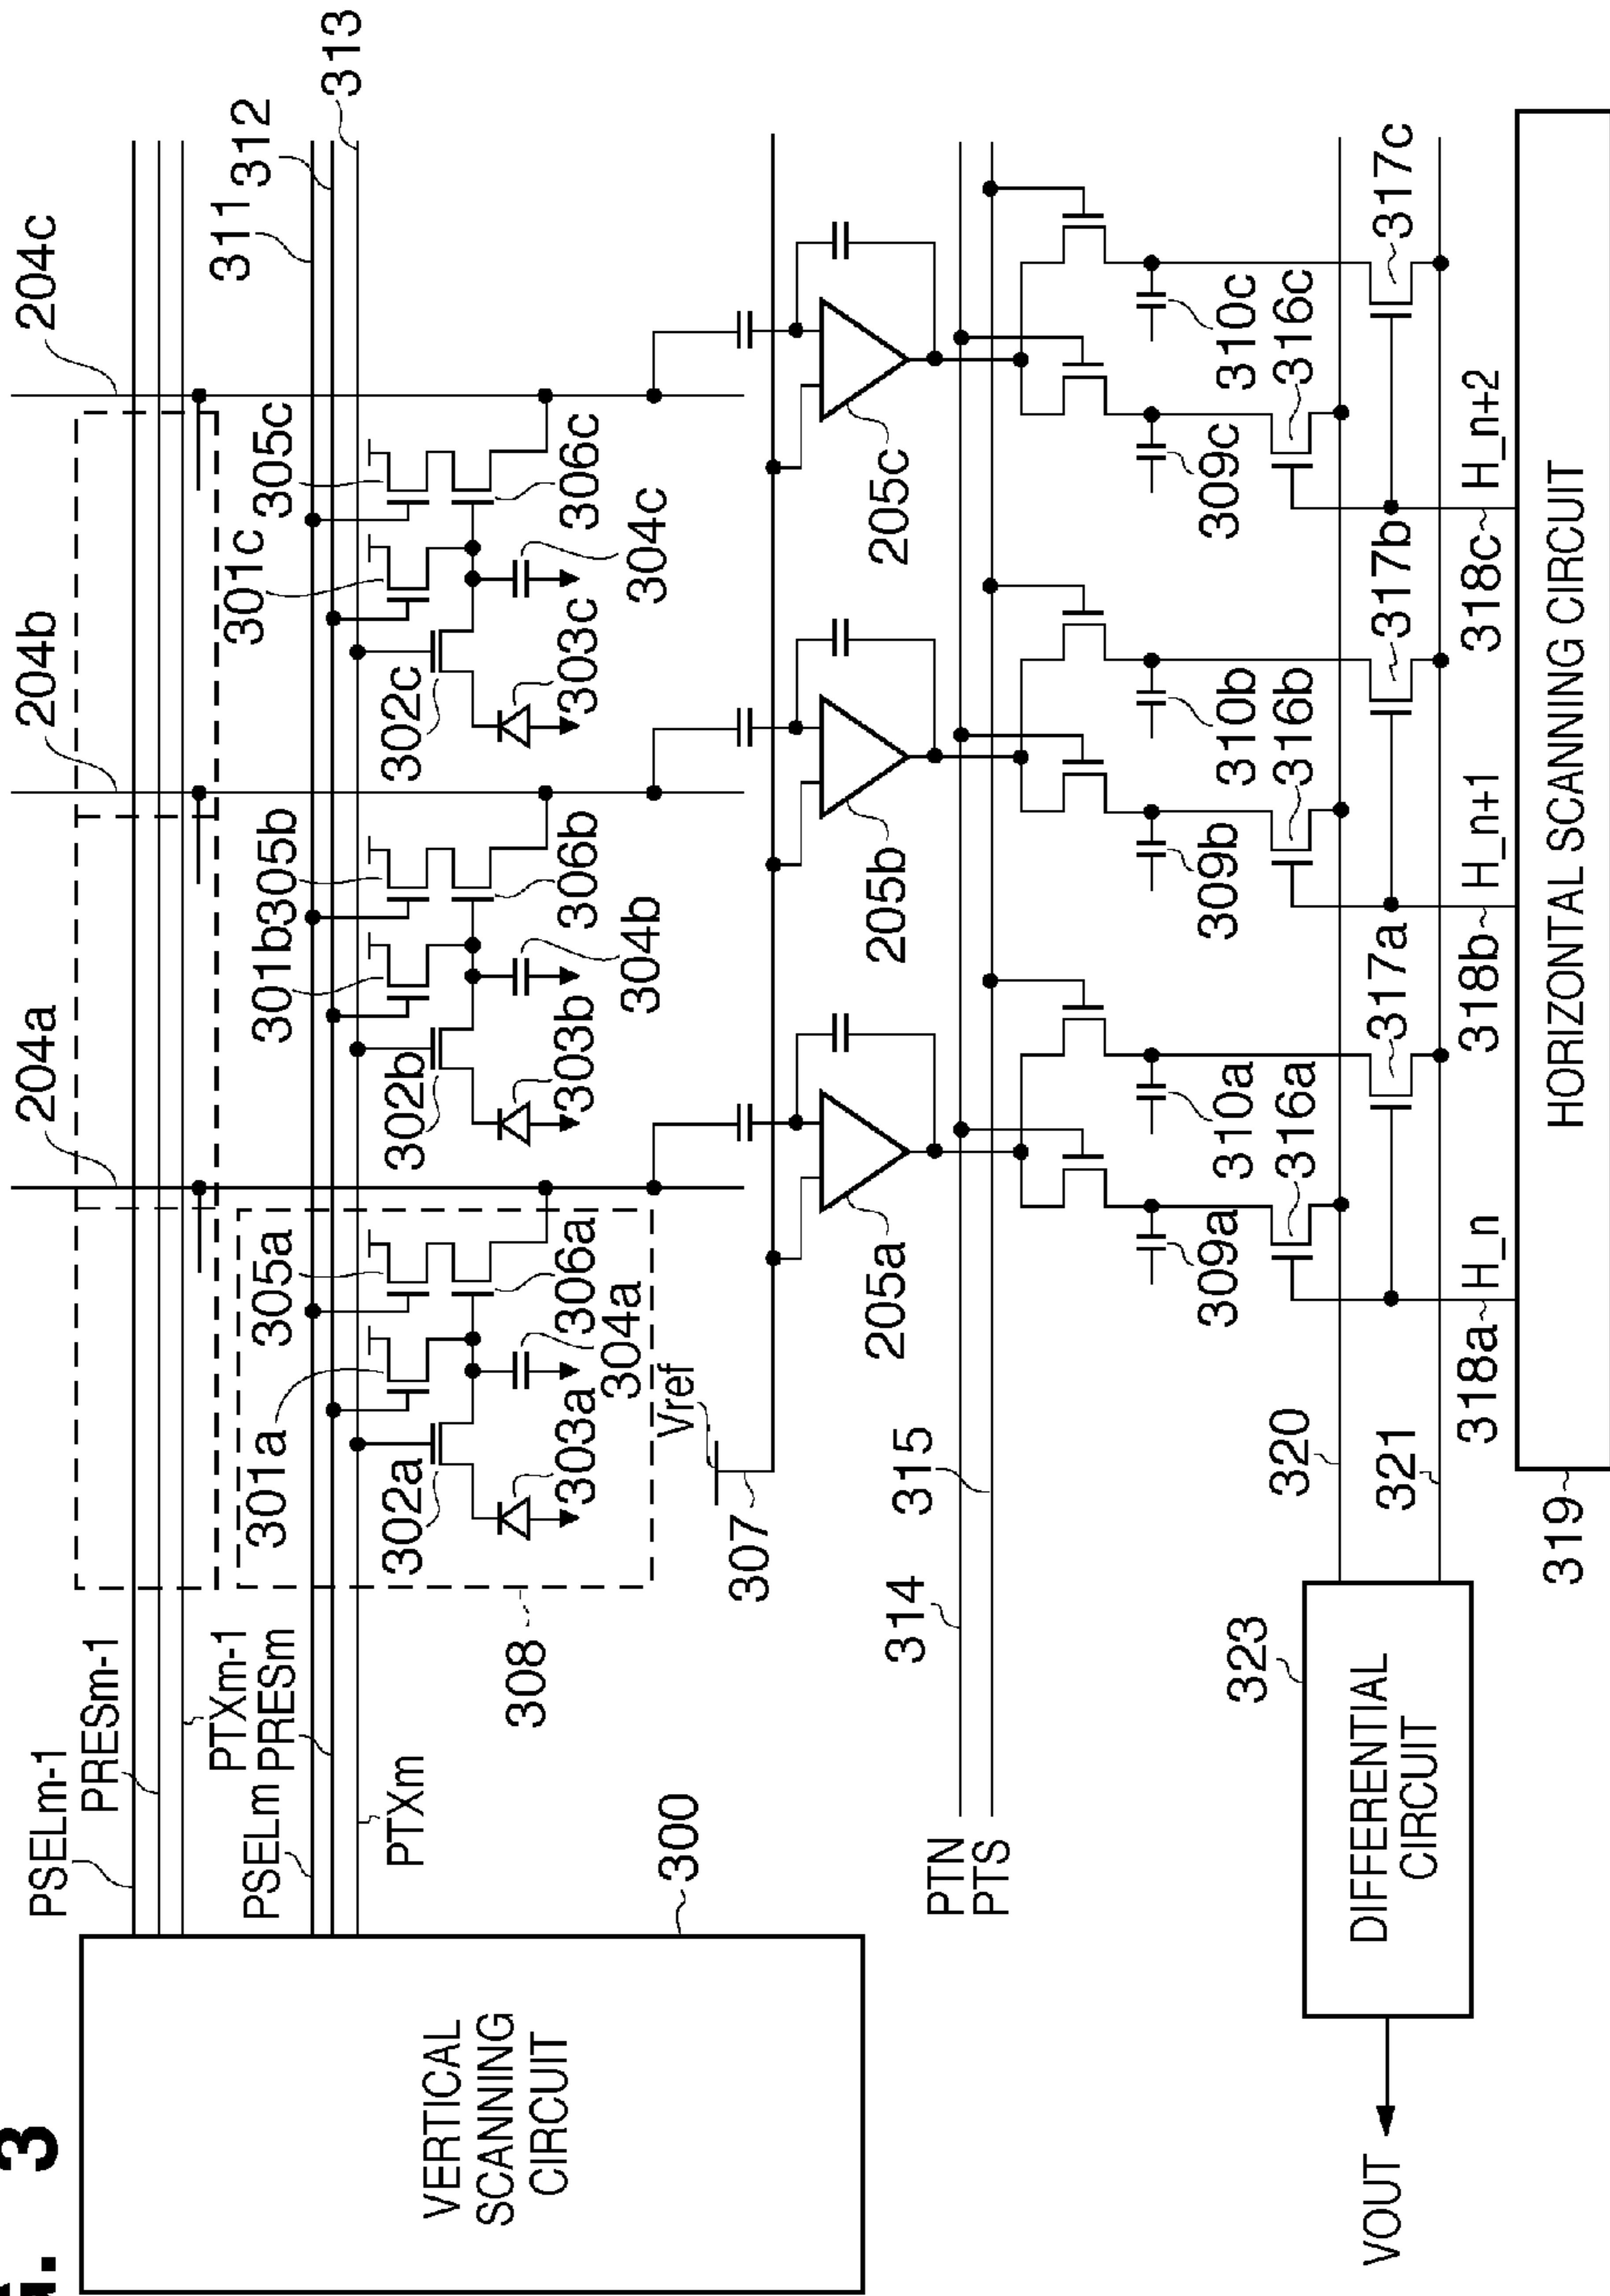 FIG. 3
PSELm-1
PRESm-1
PTXm-1
PSELm
PRESm
PTXm
204a
204b
204c
311
312
313
301a
305a
302a
303a
304a
306a
301b
305b
302b
303b
304b
306b
301c
305c
302c
303c
304c
306c
308
300
VERTICAL
SCANNING
CIRCUIT
Vref
307
205a
205b
205c
314
315
PTN
PTS
309a
310a
309b
310b
309c
310c
316a
317a
316b
317b
316c
317c
320
321
323
DIFFERENTIAL
CIRCUIT
VOUT
318a
H_n
318b
H_n+1
318c
H_n+2
319
HORIZONTAL SCANNING CIRCUIT